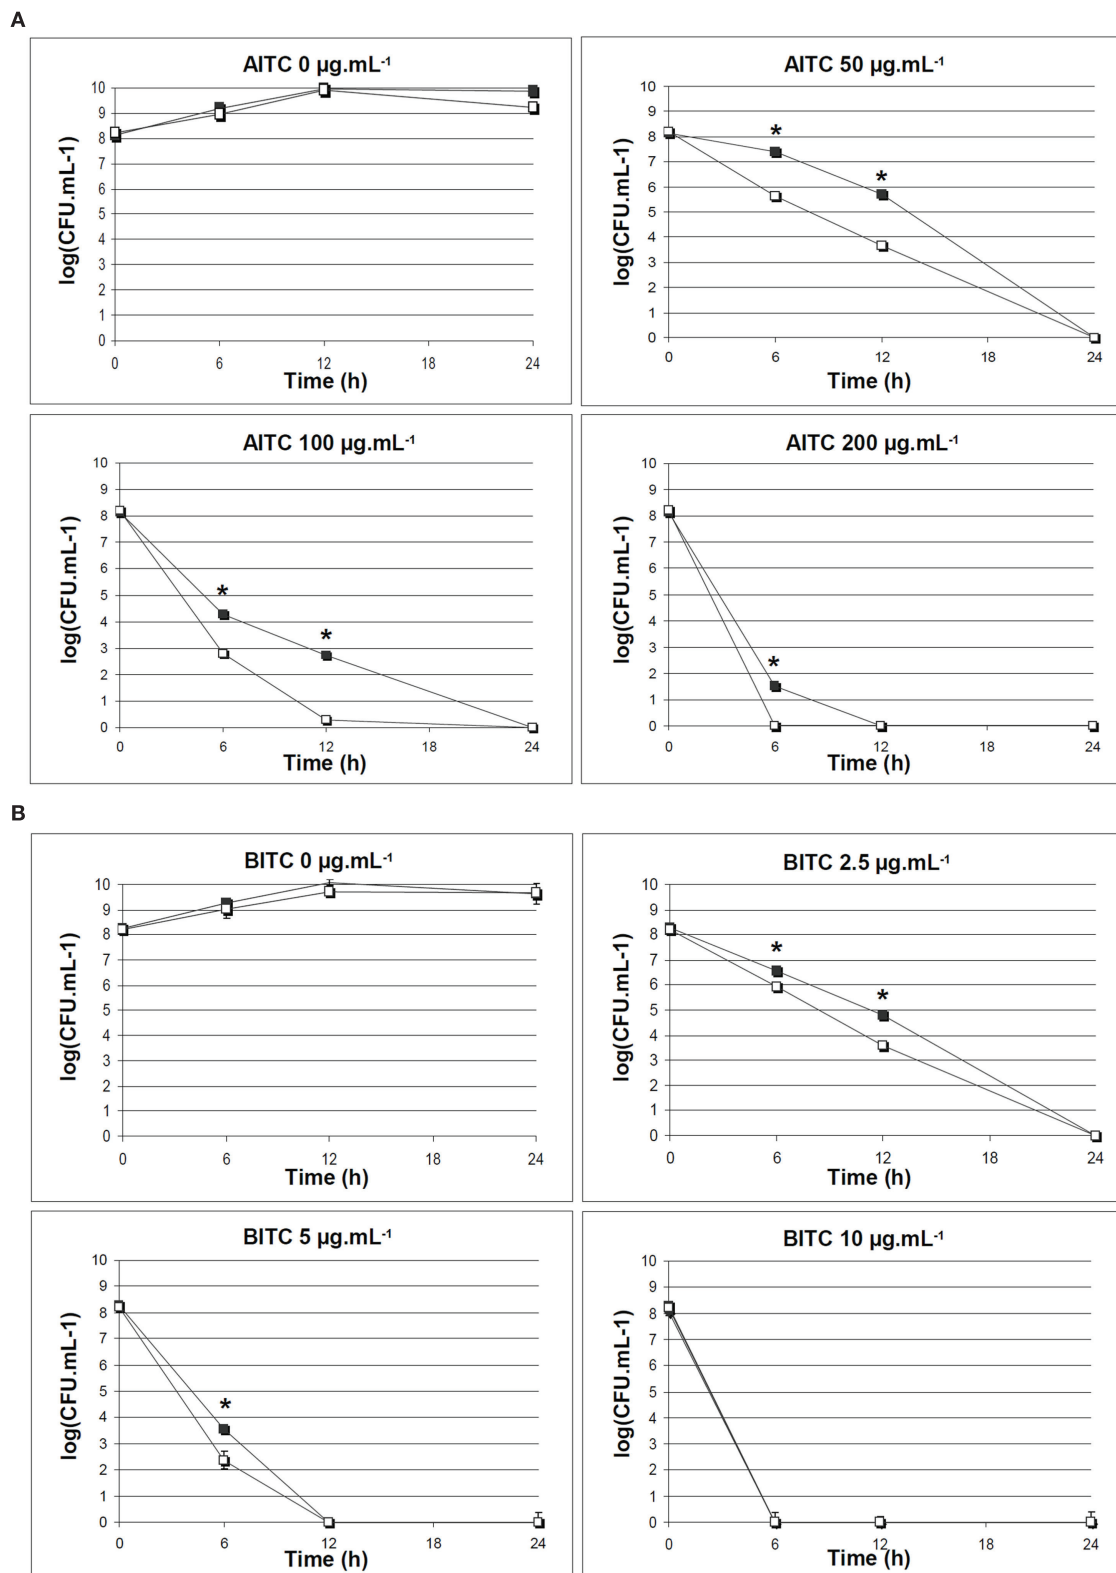 A
AITC 0 µg.mL-1
log(CFU.mL-1)
10
9
8
7
6
5
4
3
2
1
0
0 6 12 18 24
Time (h)
AITC 50 µg.mL-1
log(CFU.mL-1)
10
9
8
7
6
5
4
3
2
1
0
*
*
0 6 12 18 24
Time (h)
AITC 100 µg.mL-1
log(CFU.mL-1)
10
9
8
7
6
5
4
3
2
1
0
*
*
0 6 12 18 24
Time (h)
AITC 200 µg.mL-1
log(CFU.mL-1)
10
9
8
7
6
5
4
3
2
1
0
*
0 6 12 18 24
Time (h)
B
BITC 0 µg.mL-1
log(CFU.mL-1)
10
9
8
7
6
5
4
3
2
1
0
0 6 12 18 24
Time (h)
BITC 2.5 µg.mL-1
log(CFU.mL-1)
10
9
8
7
6
5
4
3
2
1
0
*
*
0 6 12 18 24
Time (h)
BITC 5 µg.mL-1
log(CFU.mL-1)
10
9
8
7
6
5
4
3
2
1
0
*
0 6 12 18 24
Time (h)
BITC 10 µg.mL-1
log(CFU.mL-1)
10
9
8
7
6
5
4
3
2
1
0
0 6 12 18 24
Time (h)